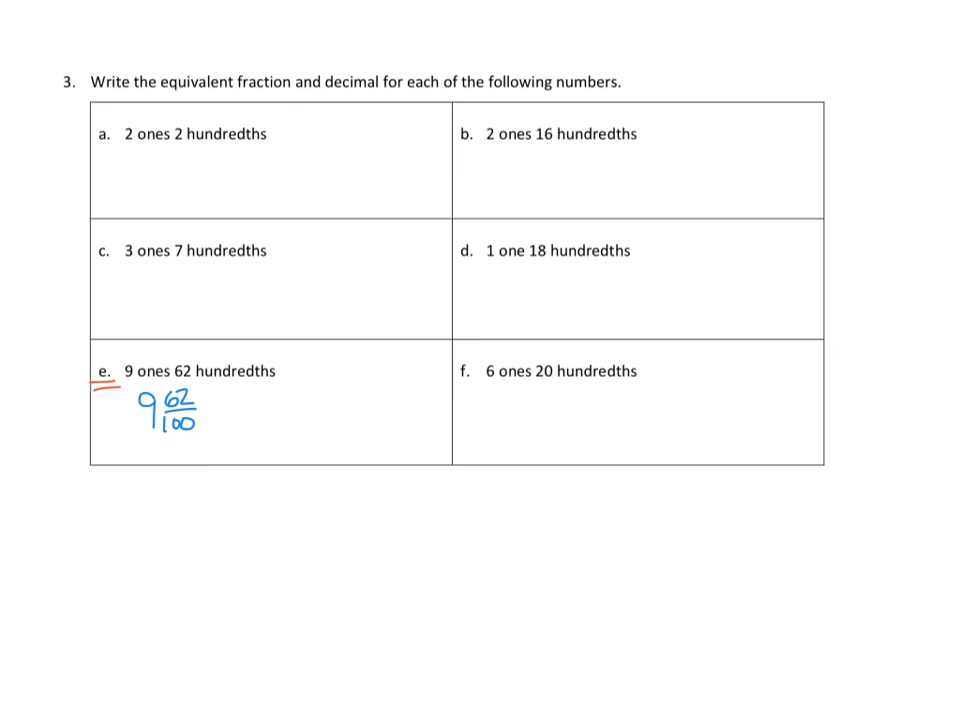 3. Write the equivalent fraction and decimal for each of the following numbers.
a. 2 ones 2 hundredths
b. 2 ones 16 hundredths
c. 3 ones 7 hundredths
d. 1 one 18 hundredths
e. 9 ones 62 hundredths
9 62/100
f. 6 ones 20 hundredths